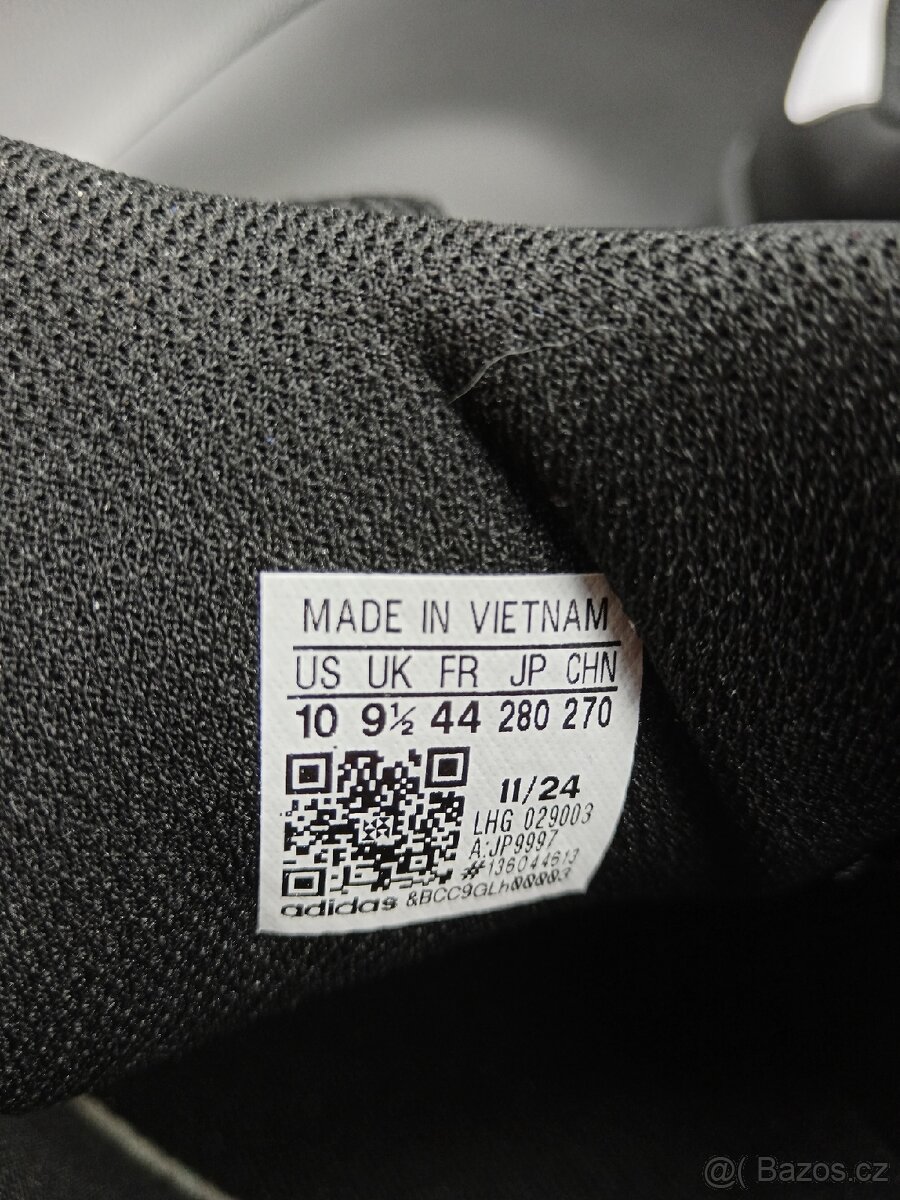 MADE IN VIETNAM
US UK FR JP CHN
10 9½ 44 280 270
11/24
LHG 029003
A:JP9997
#136044613
adidas &BCC9GLh00003
@( Bazos.cz